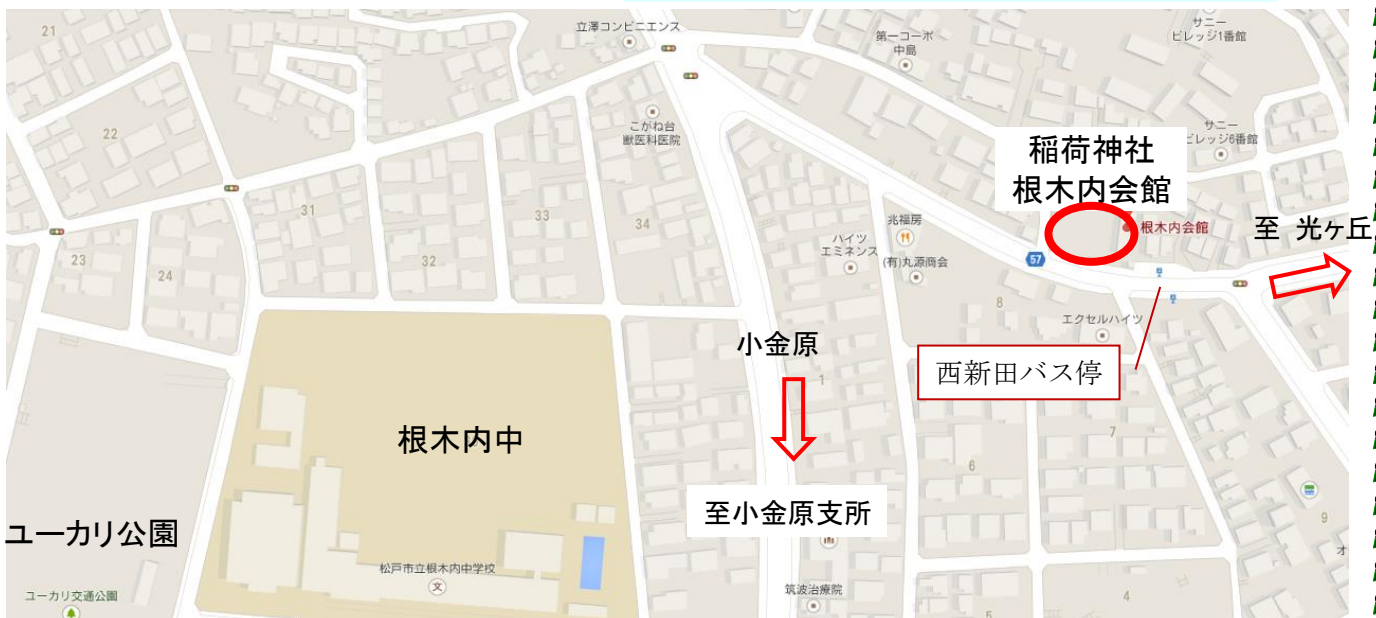 21
立澤コンビニエンス
第一コーポ
中島
サニー
ビレッジ1番館
22
こがね台
獣医科医院
稲荷神社
根木内会館
サニー
ビレッジ6番館
31
33
34
兆福房
ハイツ
エミネンス
(有)丸源商会
根木内会館
至 光ヶ丘
23
24
32
57
8
エクセルハイツ
小金原
1
西新田バス停
根木内中
7
6
至小金原支所
9
ユーカリ公園
オ
松戸市立根木内中学校
文
ユーカリ交通公園
筑波治療院
5
4